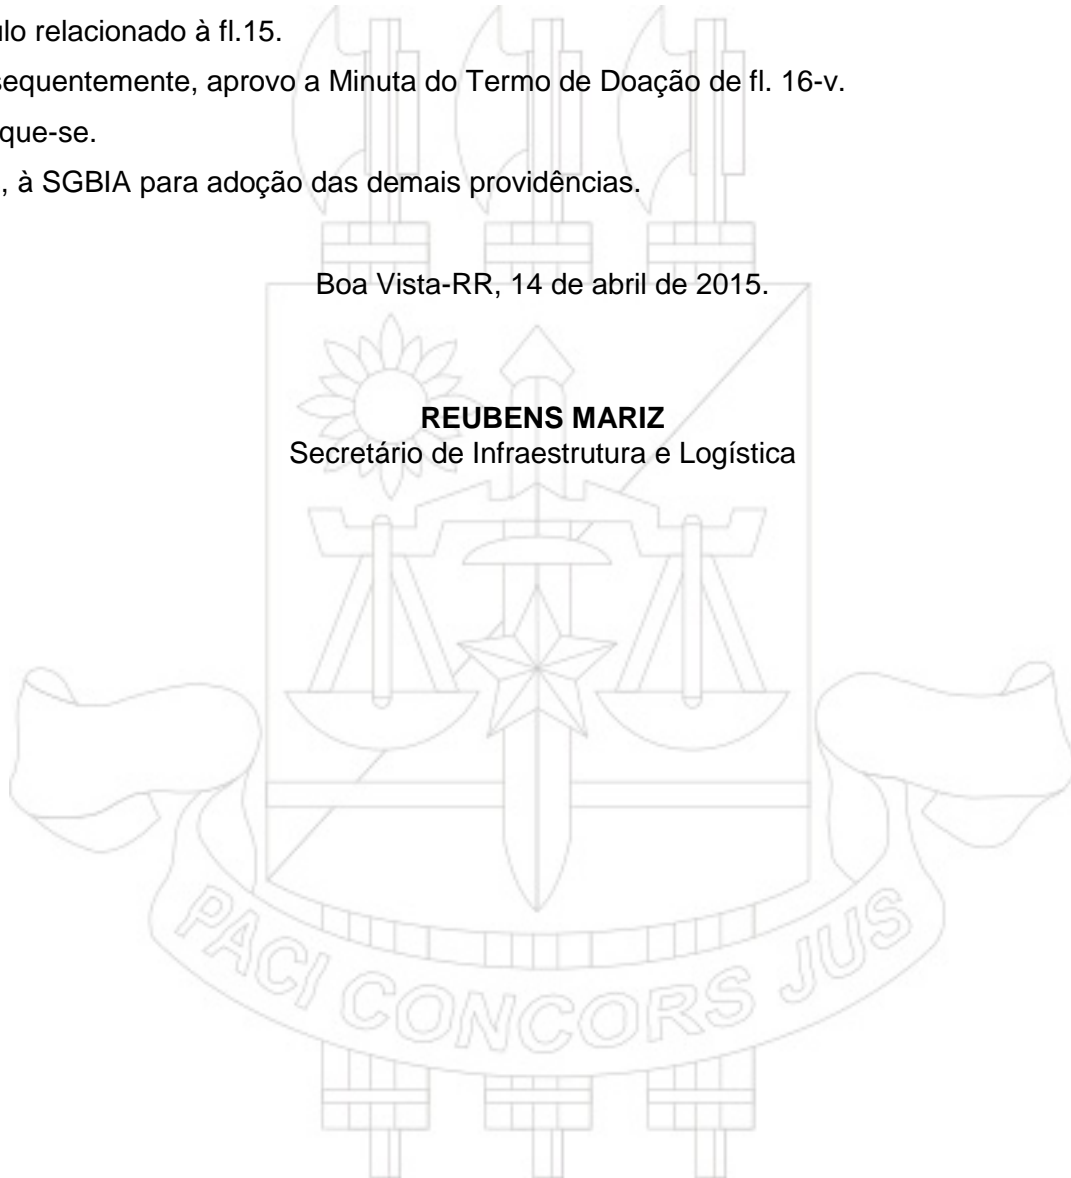 ulo relacionado à fl.15.
sequentemente, aprovo a Minuta do Termo de Doação de fl. 16-v.
que-se.
, à SGBIA para adoção das demais providências.
Boa Vista-RR, 14 de abril de 2015.
REUBENS MARIZ
Secretário de Infraestrutura e Logística
PACI CONCORS JUS